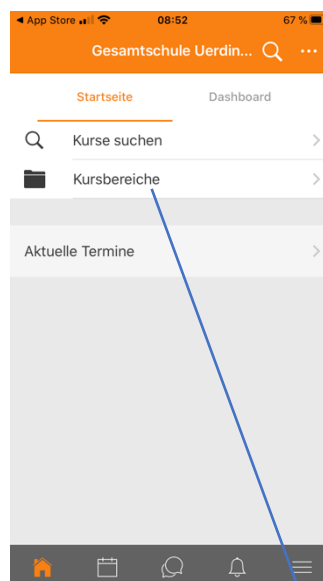 App Store 08:52 67 %
Gesamtschule Uerdin...
Startseite Dashboard
Kurse suchen
Kursbereiche
Aktuelle Termine